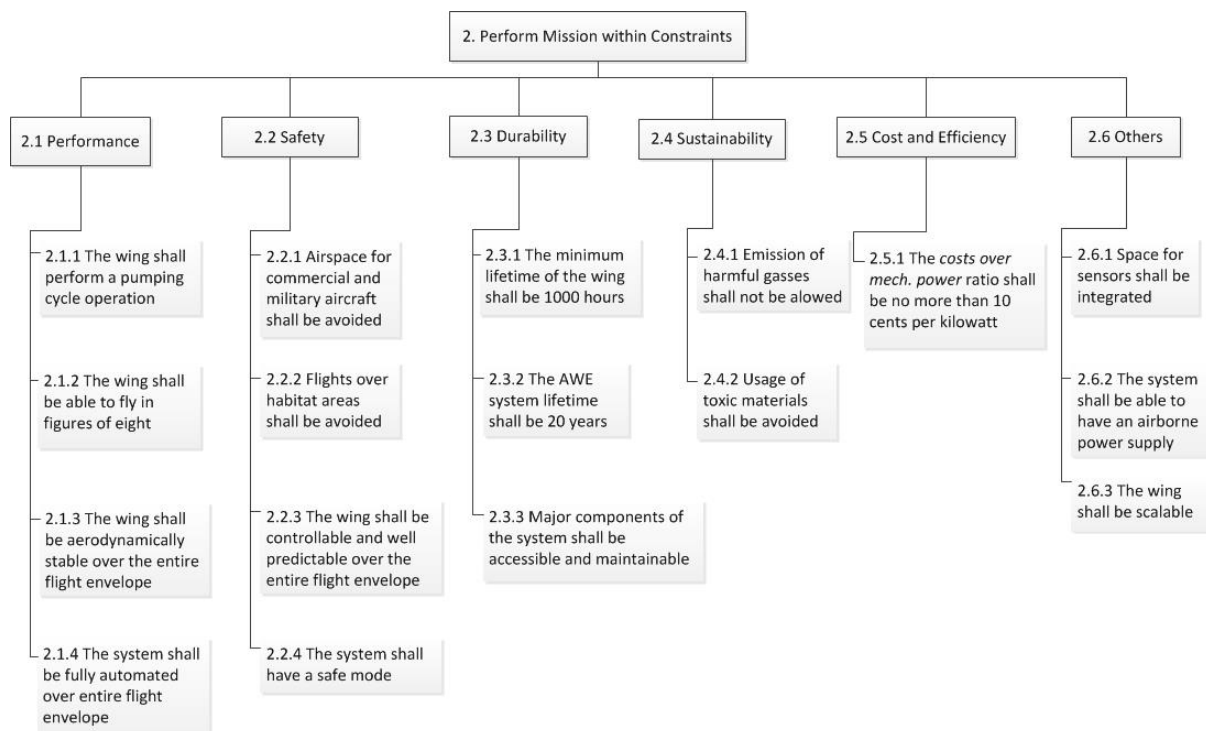 2. Perform Mission within Constraints
2.1 Performance
2.2 Safety
2.3 Durability
2.4 Sustainability
2.5 Cost and Efficiency
2.6 Others
2.1.1 The wing shall
perform a pumping
cycle operation
2.1.2 The wing shall
be able to fly in
figures of eight
2.1.3 The wing shall
be aerodynamically
stable over the entire
flight envelope
2.1.4 The system shall
be fully automated
over entire flight
envelope
2.2.1 Airspace for
commercial and
military aircraft
shall be avoided
2.2.2 Flights over
habitat areas
shall be avoided
2.2.3 The wing shall be
controllable and well
predictable over the
entire flight envelope
2.2.4 The system shall
have a safe mode
2.3.1 The minimum
lifetime of the wing
shall be 1000 hours
2.3.2 The AWE
system lifetime
shall be 20 years
2.3.3 Major components of
the system shall be
accessible and maintainable
2.4.1 Emission of
harmful gasses
shall not be alowed
2.4.2 Usage of
toxic materials
shall be avoided
2.5.1 The costs over
mech. power ratio shall
be no more than 10
cents per kilowatt
2.6.1 Space for
sensors shall be
integrated
2.6.2 The system
shall be able to
have an airborne
power supply
2.6.3 The wing
shall be scalable